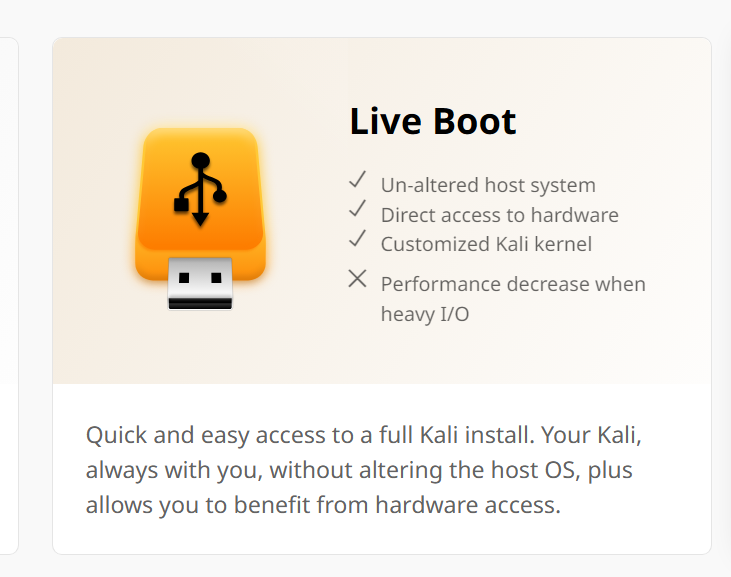 Live Boot
Un-altered host system
Direct access to hardware
Customized Kali kernel
Performance decrease when
heavy I/O
Quick and easy access to a full Kali install. Your Kali,
always with you, without altering the host OS, plus
allows you to benefit from hardware access.